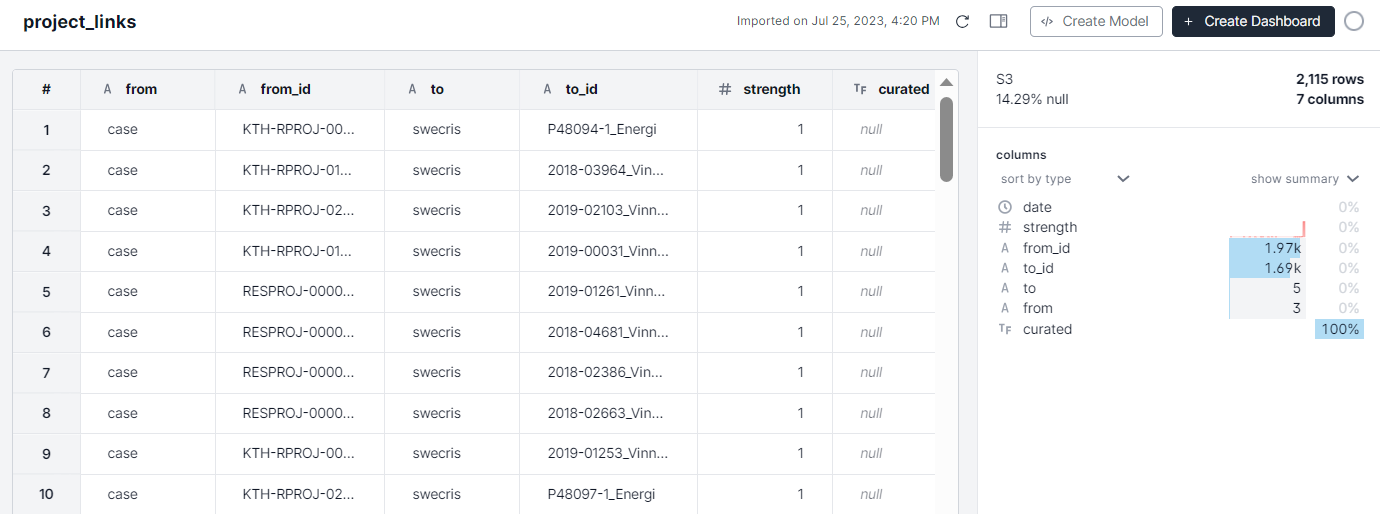 project_links
Imported on Jul 25, 2023, 4:20 PM
</> Create Model
+ Create Dashboard
# A from A from_id A to A to_id # strength TF curated
1 case KTH-RPROJ-00... swecris P48094-1_Energi 1 null
2 case KTH-RPROJ-01... swecris 2018-03964_Vin... 1 null
3 case KTH-RPROJ-02... swecris 2019-02103_Vinn... 1 null
4 case KTH-RPROJ-01... swecris 2019-00031_Vinn... 1 null
5 case RESPROJ-0000... swecris 2019-01261_Vinn... 1 null
6 case RESPROJ-0000... swecris 2018-04681_Vinn... 1 null
7 case RESPROJ-0000... swecris 2018-02386_Vin... 1 null
8 case RESPROJ-0000... swecris 2018-02663_Vin... 1 null
9 case KTH-RPROJ-00... swecris 2019-01253_Vinn... 1 null
10 case KTH-RPROJ-02... swecris P48097-1_Energi 1 null
S3 2,115 rows
14.29% null 7 columns
columns
sort by type show summary
date 0%
# strength 0%
A from_id 1.97k 0%
A to_id 1.69k 0%
A to 5 0%
A from 3 0%
TF curated 100%